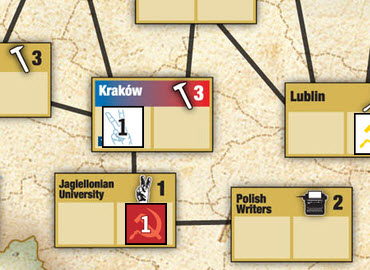 3
Kraków
3
1
Lublin
Jagiellonian
University
1
1
Polish
Writers
2